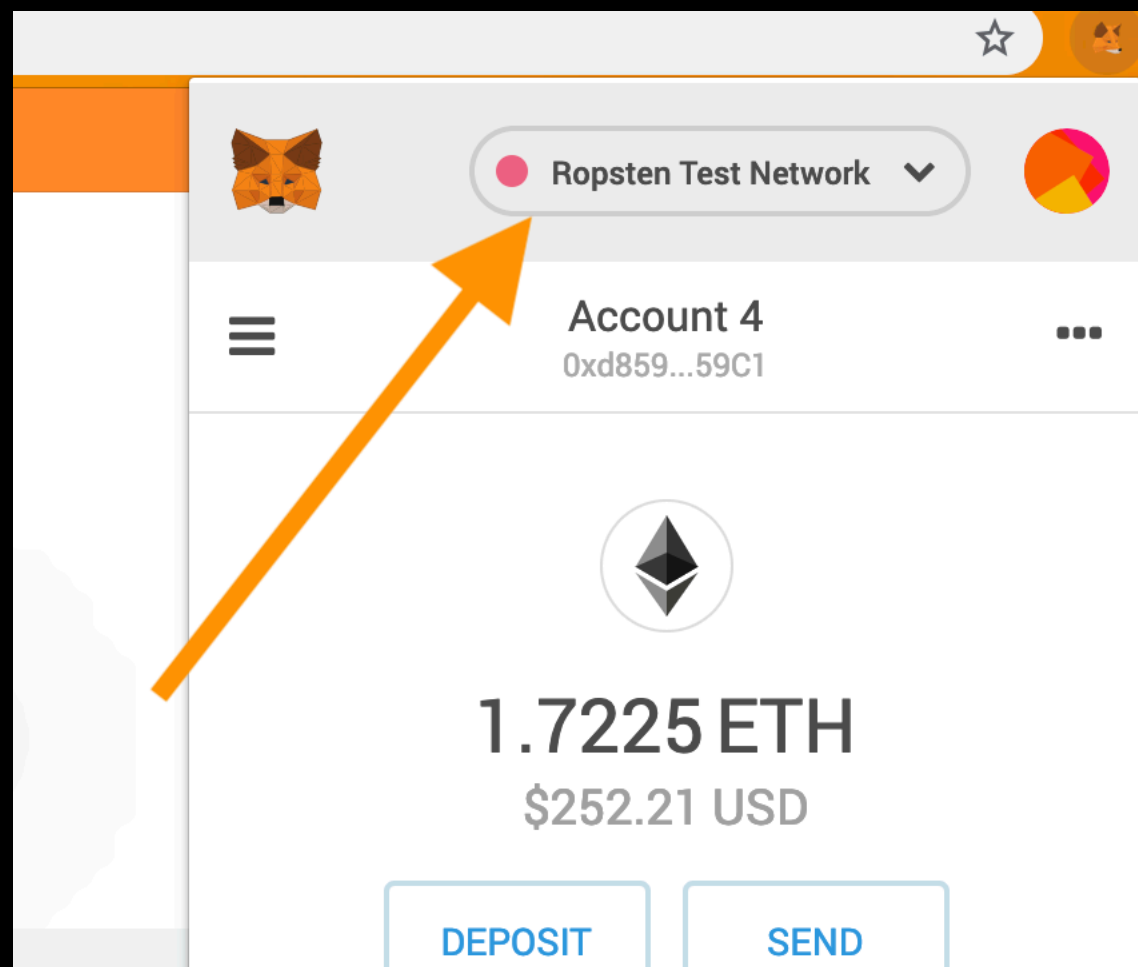 Ropsten Test Network
Account 4
0xd859...59C1
1.7225 ETH
$252.21 USD
DEPOSIT SEND